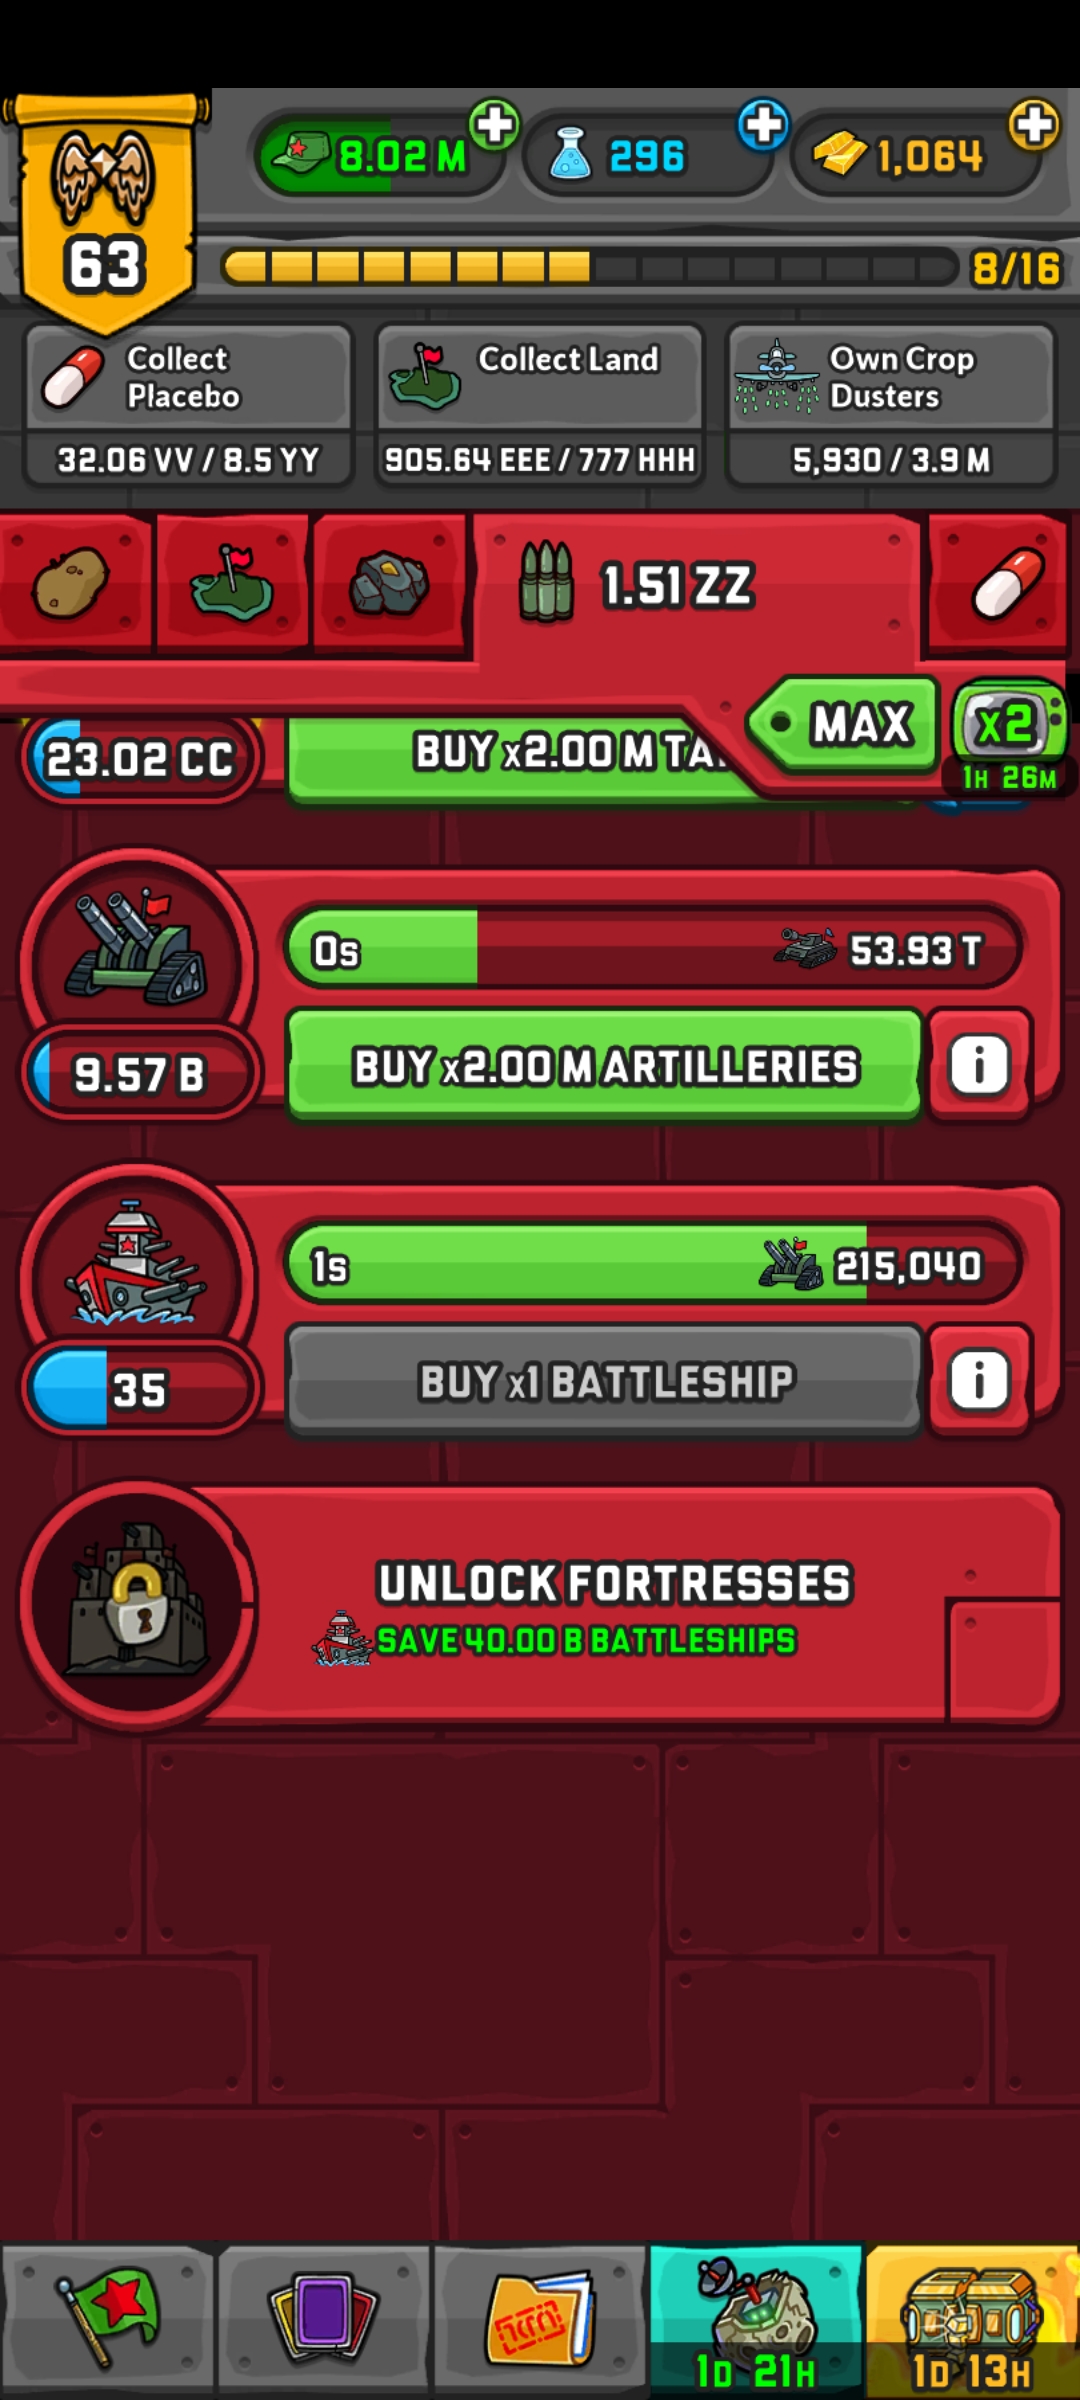 8.02 M
296
1,064
63
8/16
Collect
Placebo
32.06 VV / 8.5 YY
Collect Land
905.64 EEE / 777 HHH
Own Crop
Dusters
5,930 / 3.9 M
1.51 ZZ
MAX
x2
1H 26M
23.02 CC
BUY x2.00 M
0s
53.93 T
9.57 B
BUY x2.00 M ARTILLERIES
i
1s
215,040
35
BUY x1 BATTLESHIP
i
UNLOCK FORTRESSES
SAVE 40.00 B BATTLESHIPS
1D 21H
1D 13H